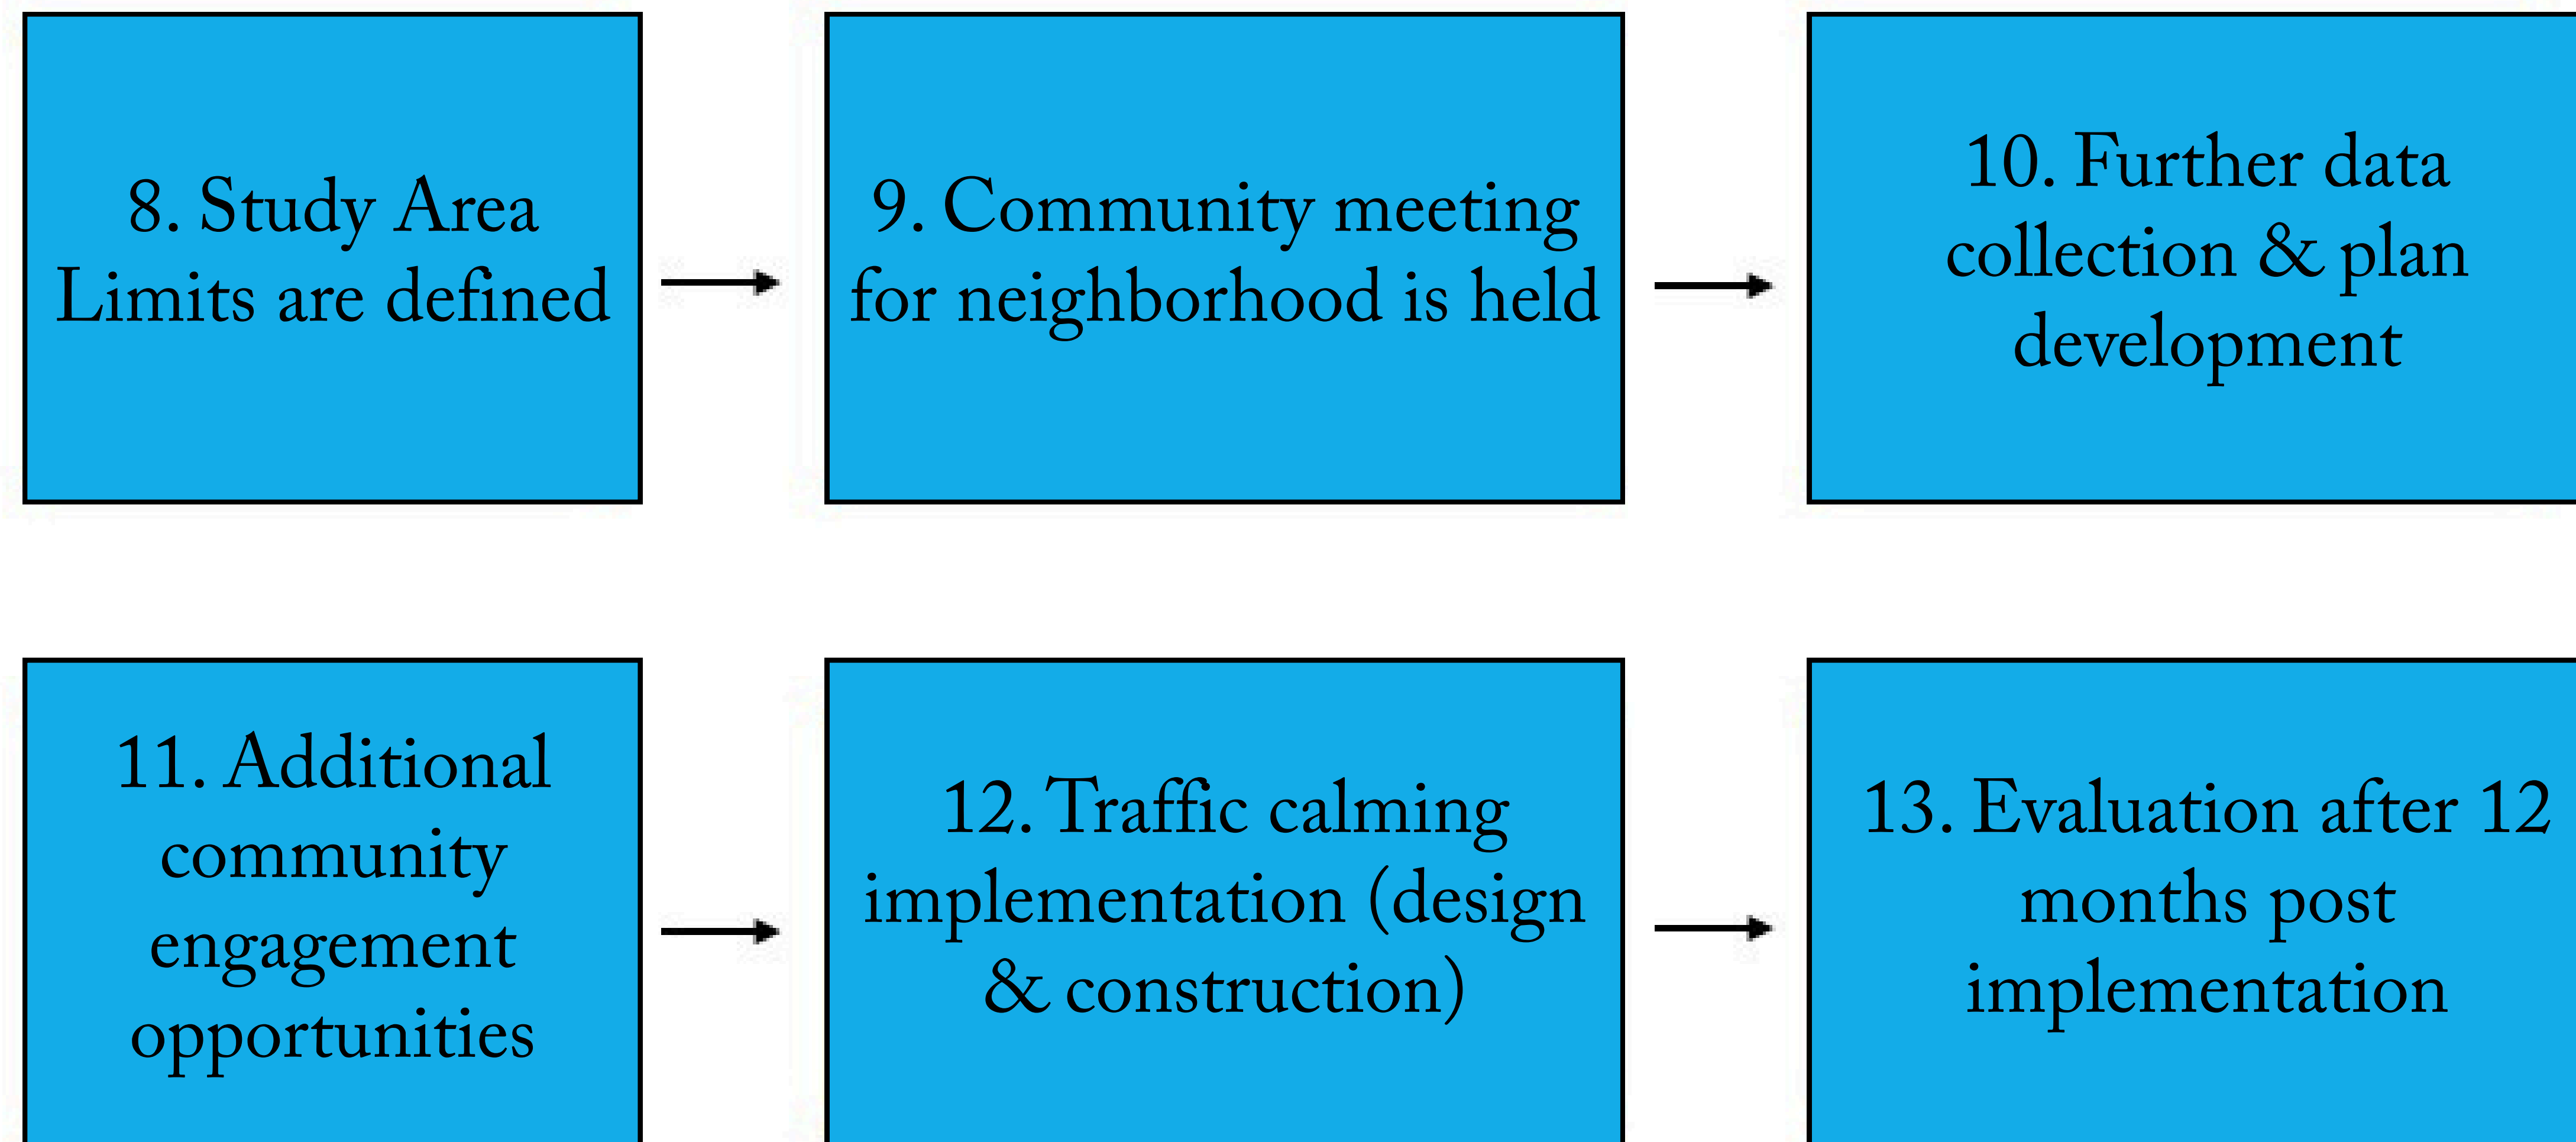 8. Study Area
Limits are defined
9. Community meeting
for neighborhood is held
10. Further data
collection & plan
development
11. Additional
community
engagement
opportunities
12. Traffic calming
implementation (design
& construction)
13. Evaluation after 12
months post
implementation